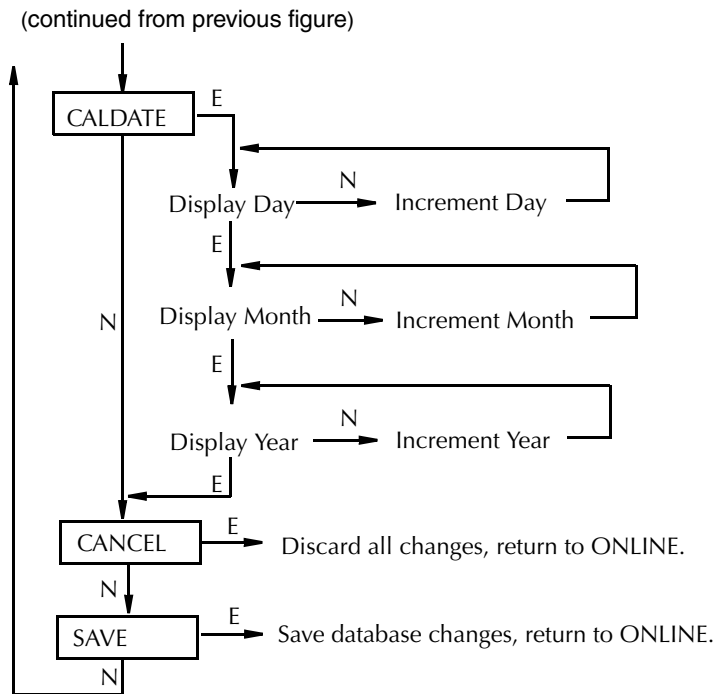 (continued from previous figure)
CALDATE
E
Display Day
N
Increment Day
E
Display Month
N
Increment Month
N
E
Display Year
N
Increment Year
E
CANCEL
E
Discard all changes, return to ONLINE.
N
SAVE
E
Save database changes, return to ONLINE.
N